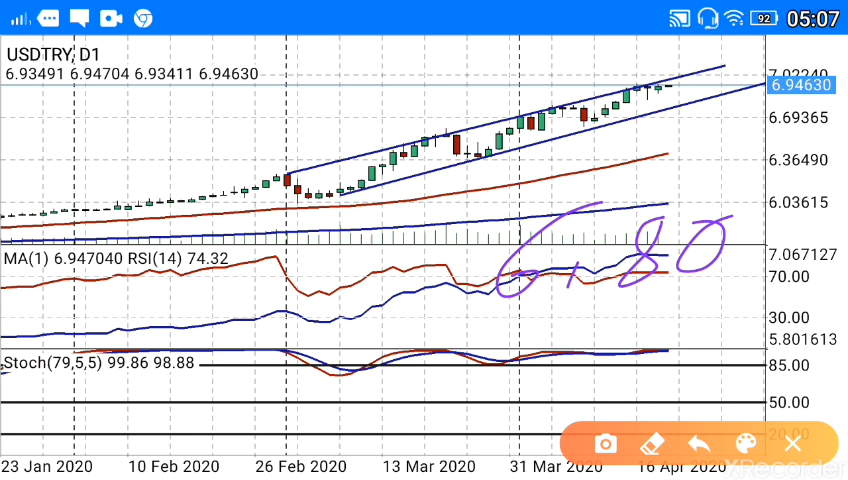 92 05:07
USDTRY, D1
6.93491 6.94704 6.93411 6.94630
7.02240
6.94630
6.69365
6.36490
6.03615
6.80
MA(1) 6.947040 RSI(14) 74.32
7.067127
70.00
30.00
5.801613
Stoch(79,5,5) 99.86 98.88
85.00
50.00
20.00
23 Jan 2020 10 Feb 2020 26 Feb 2020 13 Mar 2020 31 Mar 2020 16 Apr 2020
XRecorder